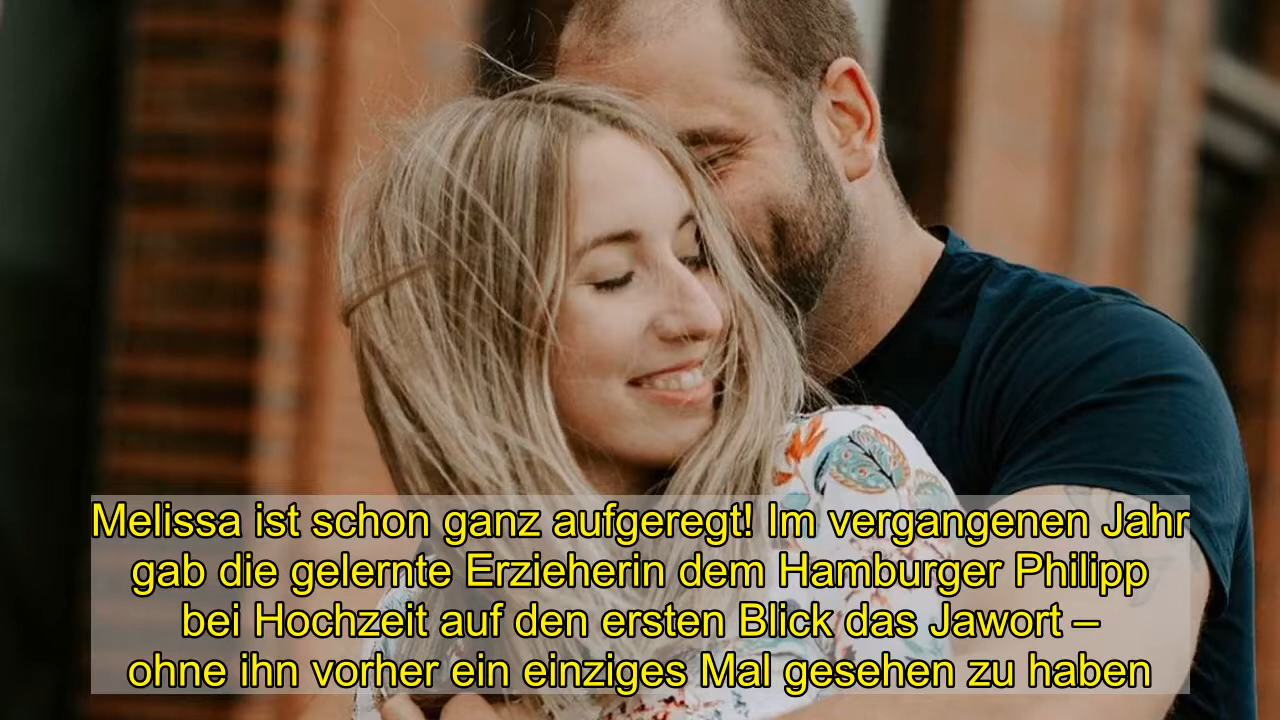 Melissa ist schon ganz aufgeregt! Im vergangenen Jahr
gab die gelernte Erzieherin dem Hamburger Philipp
bei Hochzeit auf den ersten Blick das Jawort –
ohne ihn vorher ein einziges Mal gesehen zu haben